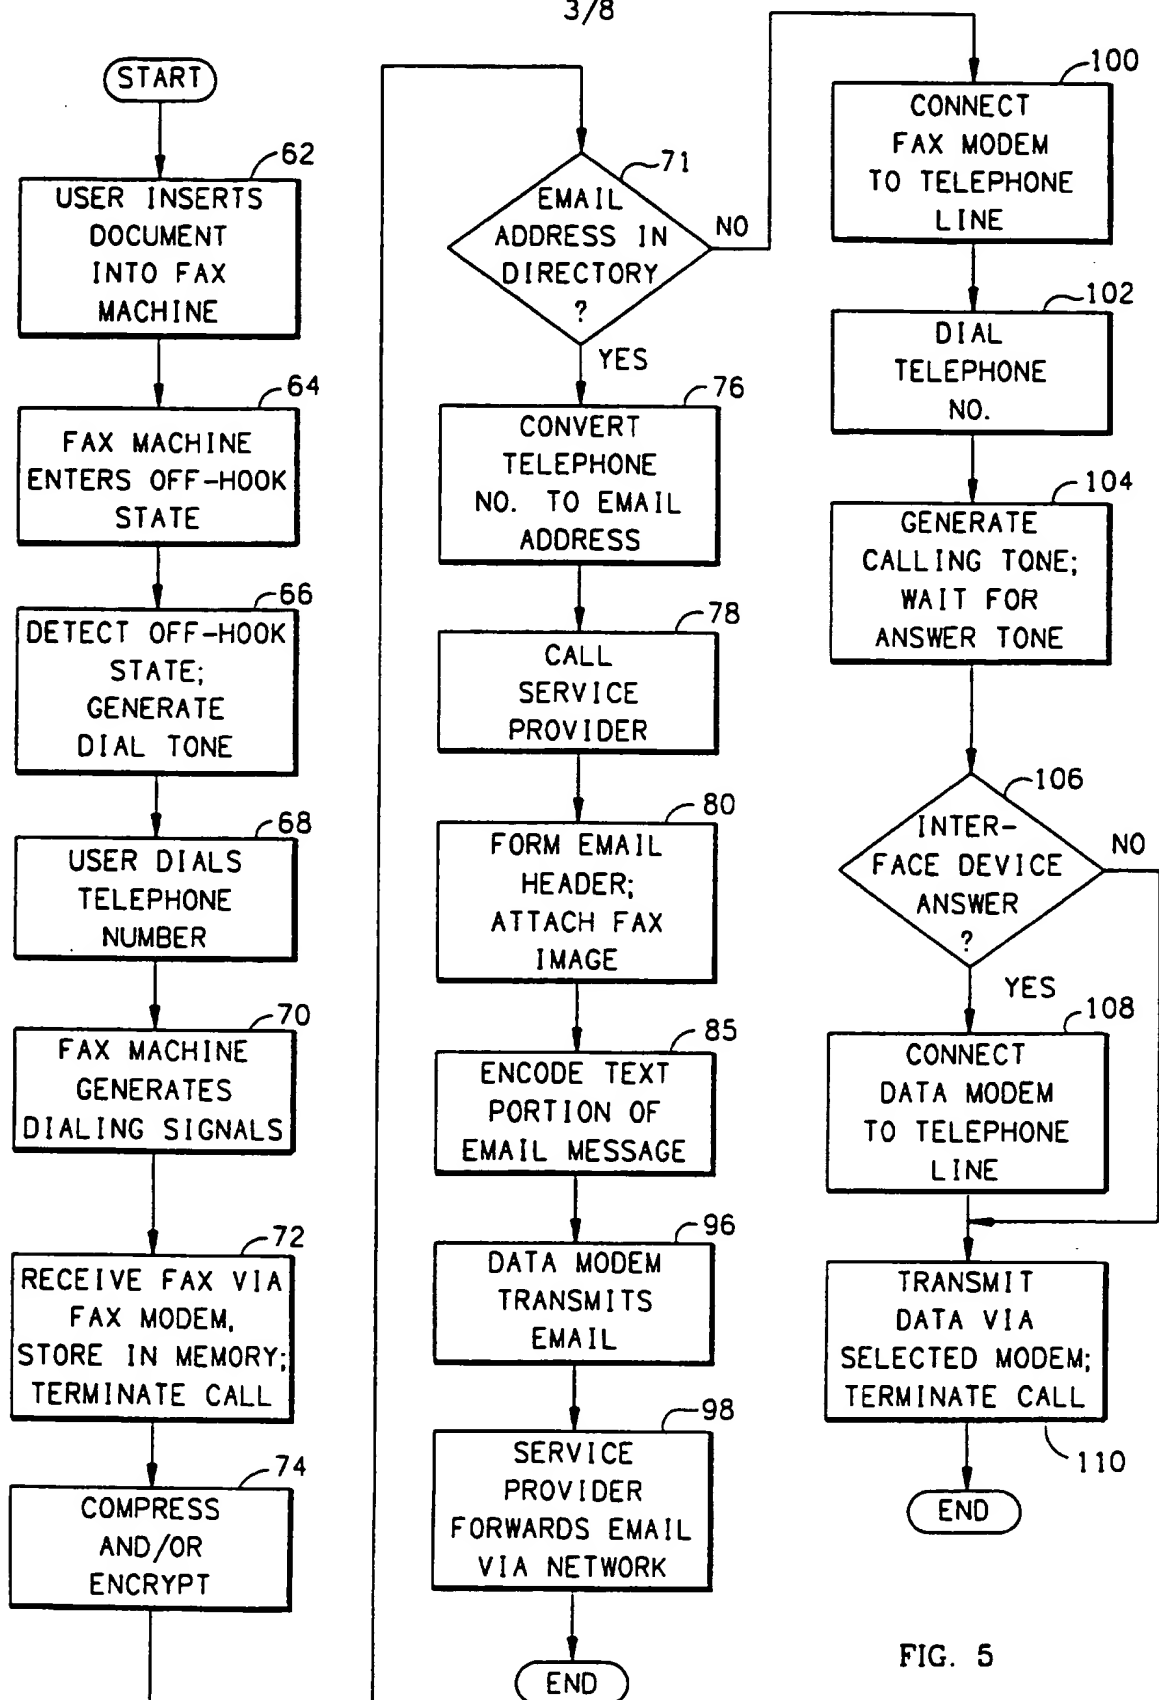 3/8
START
62
USER INSERTS
DOCUMENT
INTO FAX
MACHINE
64
FAX MACHINE
ENTERS OFF-HOOK
STATE
66
DETECT OFF-HOOK
STATE;
GENERATE
DIAL TONE
68
USER DIALS
TELEPHONE
NUMBER
70
FAX MACHINE
GENERATES
DIALING SIGNALS
72
RECEIVE FAX VIA
FAX MODEM,
STORE IN MEMORY;
TERMINATE CALL
74
COMPRESS
AND/OR
ENCRYPT
71
EMAIL
ADDRESS IN
DIRECTORY
?
NO
YES
76
CONVERT
TELEPHONE
NO. TO EMAIL
ADDRESS
78
CALL
SERVICE
PROVIDER
80
FORM EMAIL
HEADER;
ATTACH FAX
IMAGE
85
ENCODE TEXT
PORTION OF
EMAIL MESSAGE
96
DATA MODEM
TRANSMITS
EMAIL
98
SERVICE
PROVIDER
FORWARDS EMAIL
VIA NETWORK
END
100
CONNECT
FAX MODEM
TO TELEPHONE
LINE
102
DIAL
TELEPHONE
NO.
104
GENERATE
CALLING TONE;
WAIT FOR
ANSWER TONE
106
INTER-
FACE DEVICE
ANSWER
?
NO
YES
108
CONNECT
DATA MODEM
TO TELEPHONE
LINE
TRANSMIT
DATA VIA
SELECTED MODEM;
TERMINATE CALL
110
END
FIG. 5